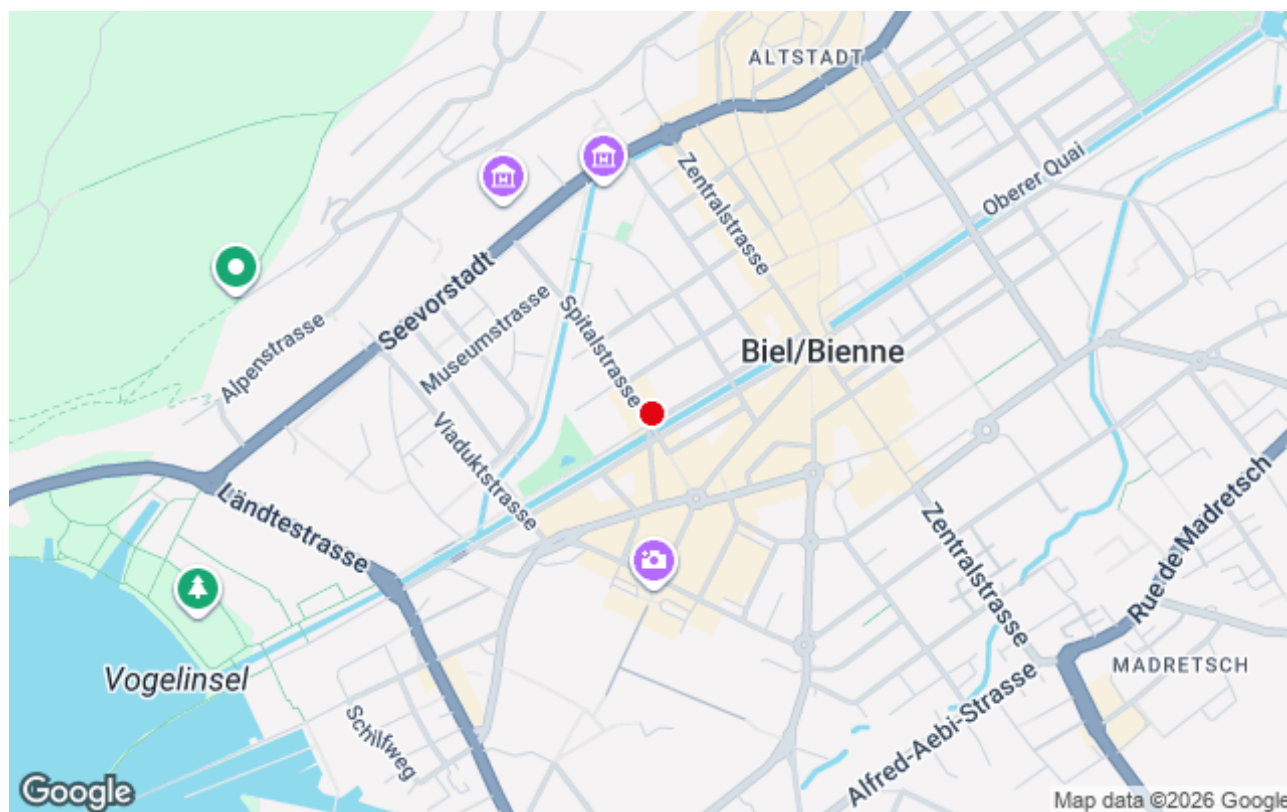 ALTSTADT
Zentralstrasse
Oberer Quai
Seevorstadt
Museumstrasse
Spitalstrasse
Alpenstrasse
Biel/Bienne
Viaduktstrasse
Ländtestrasse
Zentralstrasse
Rue de Madretsch
Vogelinsel
MADRETSCH
Schilfweg
Alfred-Aebi-Strasse
Google
Map data ©2026 Google